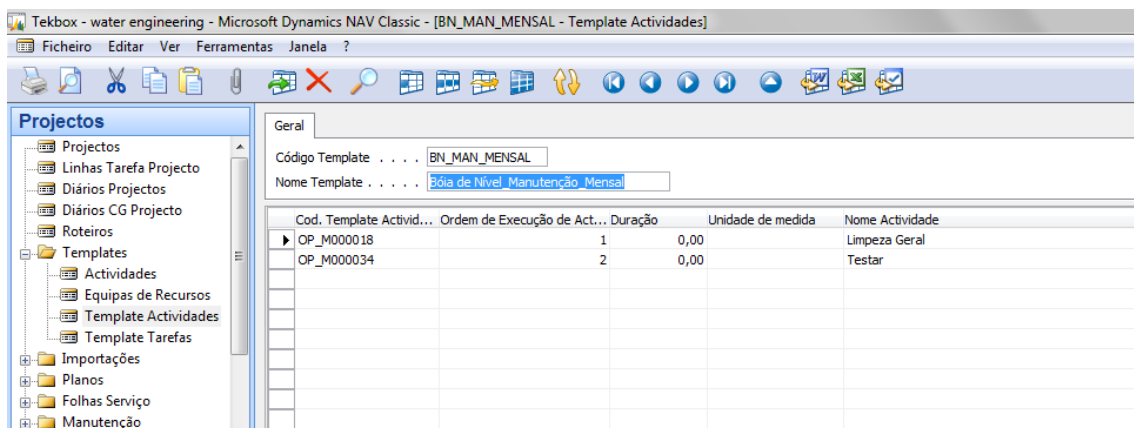 Tekbox - water engineering - Microsoft Dynamics NAV Classic - [BN_MAN_MENSAL - Template Actividades]
Ficheiro Editar Ver Ferramentas Janela ?
Projectos
Projectos
Linhas Tarefa Projecto
Diários Projectos
Diários CG Projecto
Roteiros
Templates
Actividades
Equipas de Recursos
Template Actividades
Template Tarefas
Importações
Planos
Folhas Serviço
Manutenção
Geral
Código Template . . . . BN_MAN_MENSAL
Nome Template . . . . . Bóia de Nível_Manutenção_Mensal
Cod. Template Activid... Ordem de Execução de Act... Duração Unidade de medida Nome Actividade
OP_M000018 1 0,00 Limpeza Geral
OP_M000034 2 0,00 Testar